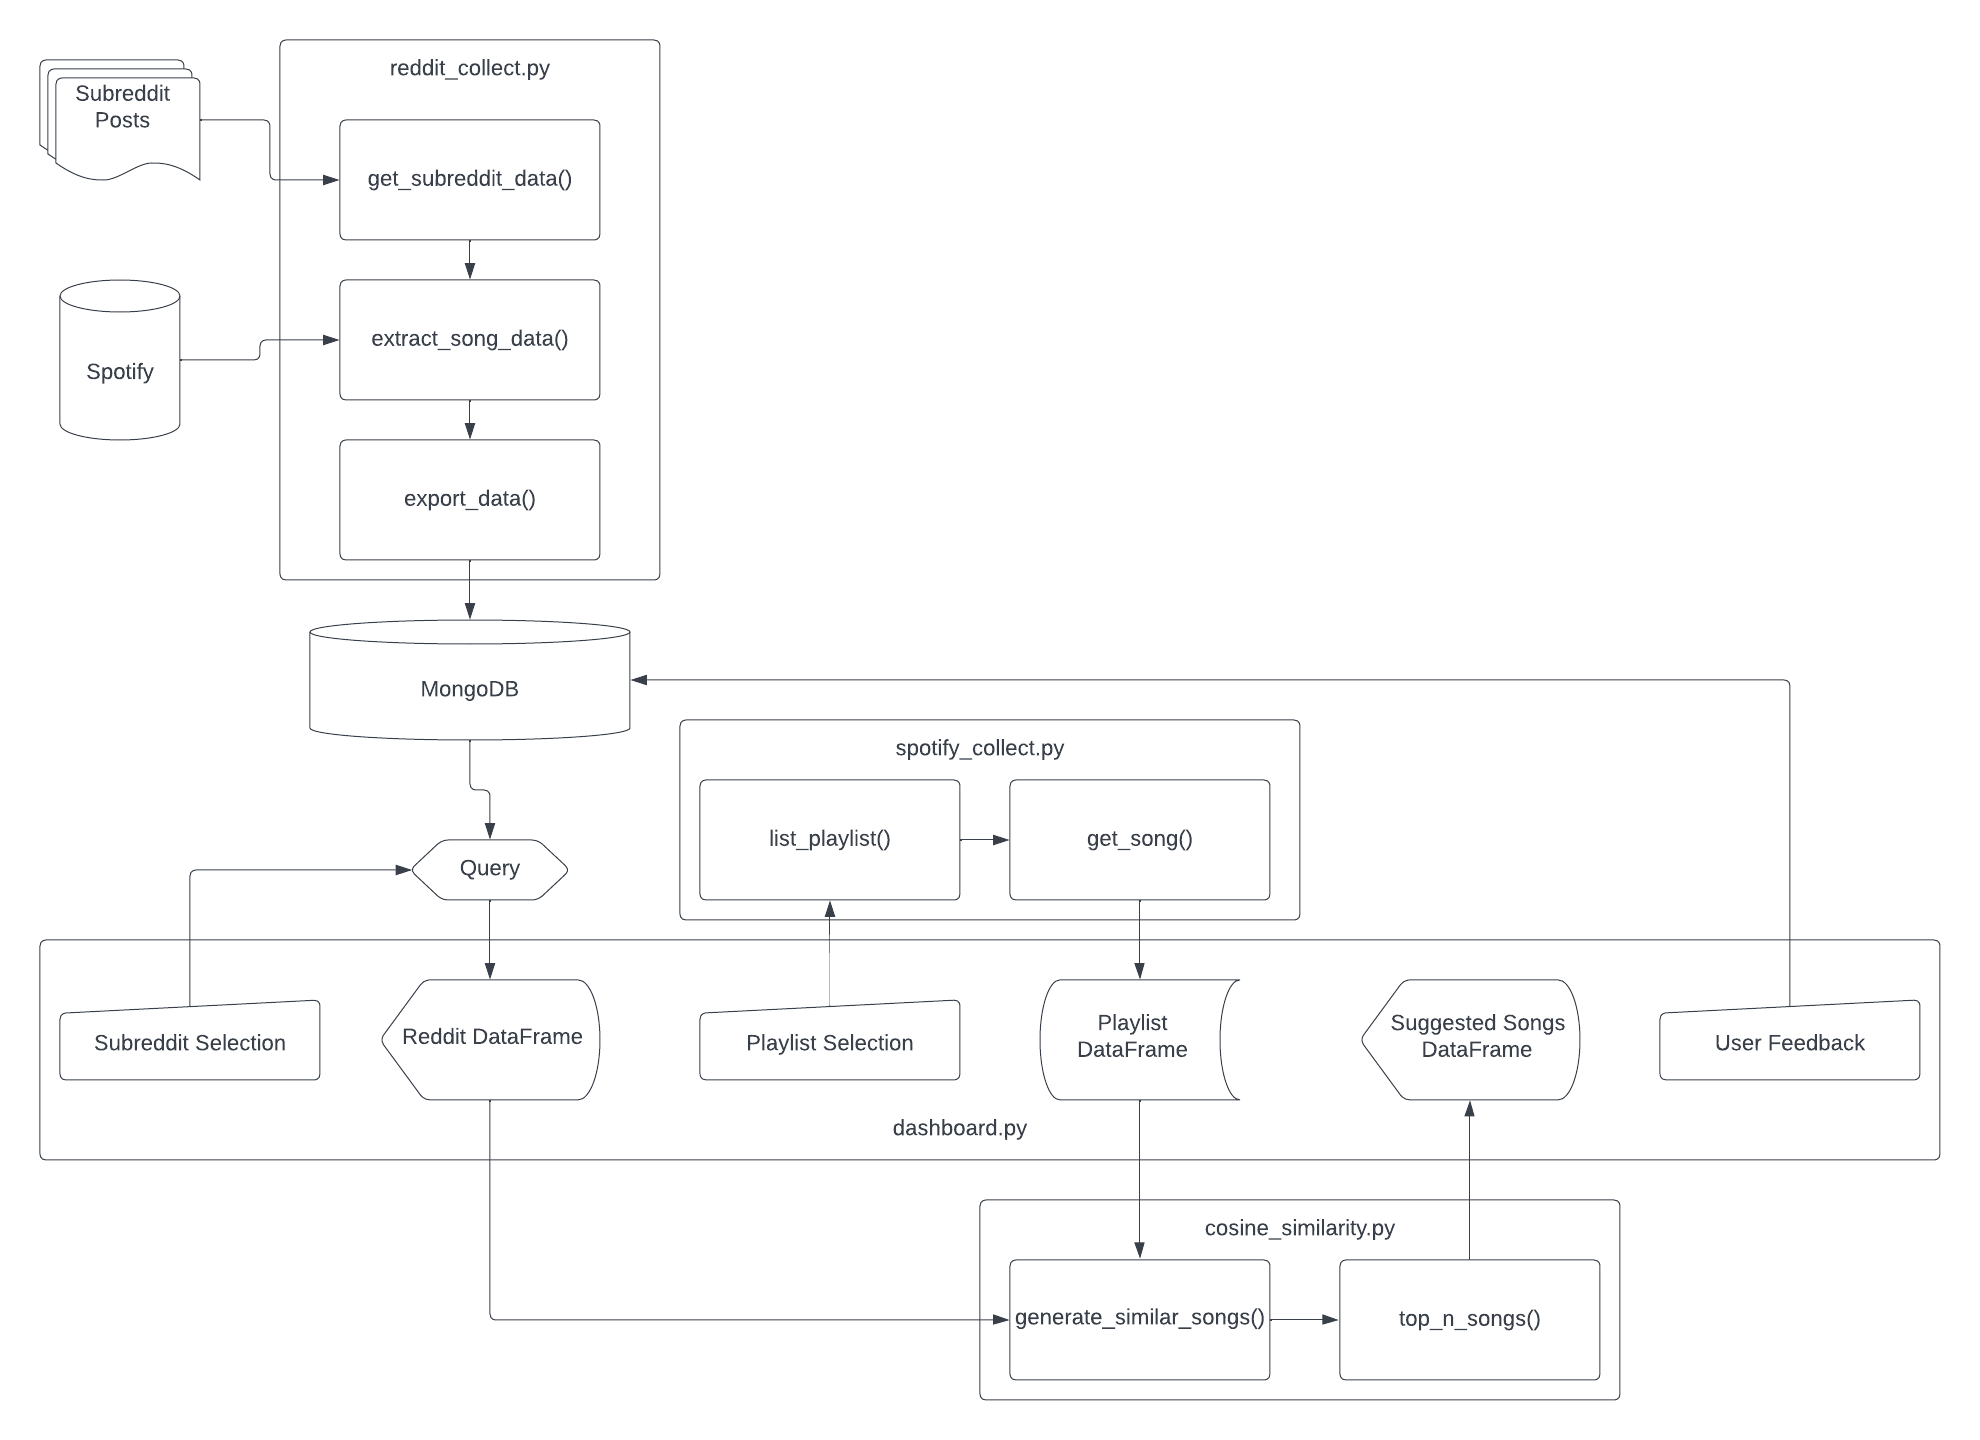 reddit_collect.py
Subreddit
Posts
get_subreddit_data()
extract_song_data()
Spotify
export_data()
MongoDB
spotify_collect.py
list_playlist()
get_song()
Query
Subreddit Selection
Reddit DataFrame
Playlist Selection
Playlist
DataFrame
Suggested Songs
DataFrame
User Feedback
dashboard.py
cosine_similarity.py
generate_similar_songs()
top_n_songs()